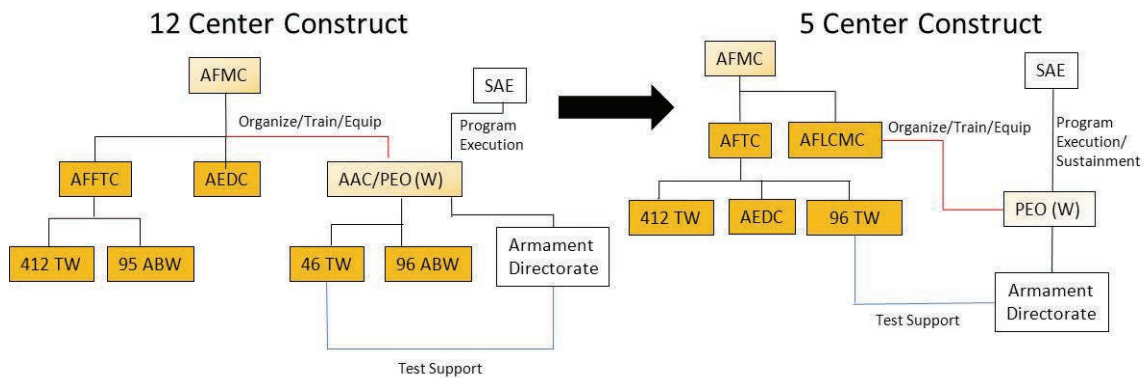 12 Center Construct
AFMC
SAE
Organize/Train/Equip
Program
Execution
AFFTC
AEDC
AAC/PEO (W)
412 TW
95 ABW
46 TW
96 ABW
Armament
Directorate
Test Support
5 Center Construct
AFMC
SAE
AFTC
AFLCMC
Organize/Train/Equip
Program
Execution/
Sustainment
412 TW
AEDC
96 TW
PEO (W)
Armament
Directorate
Test Support